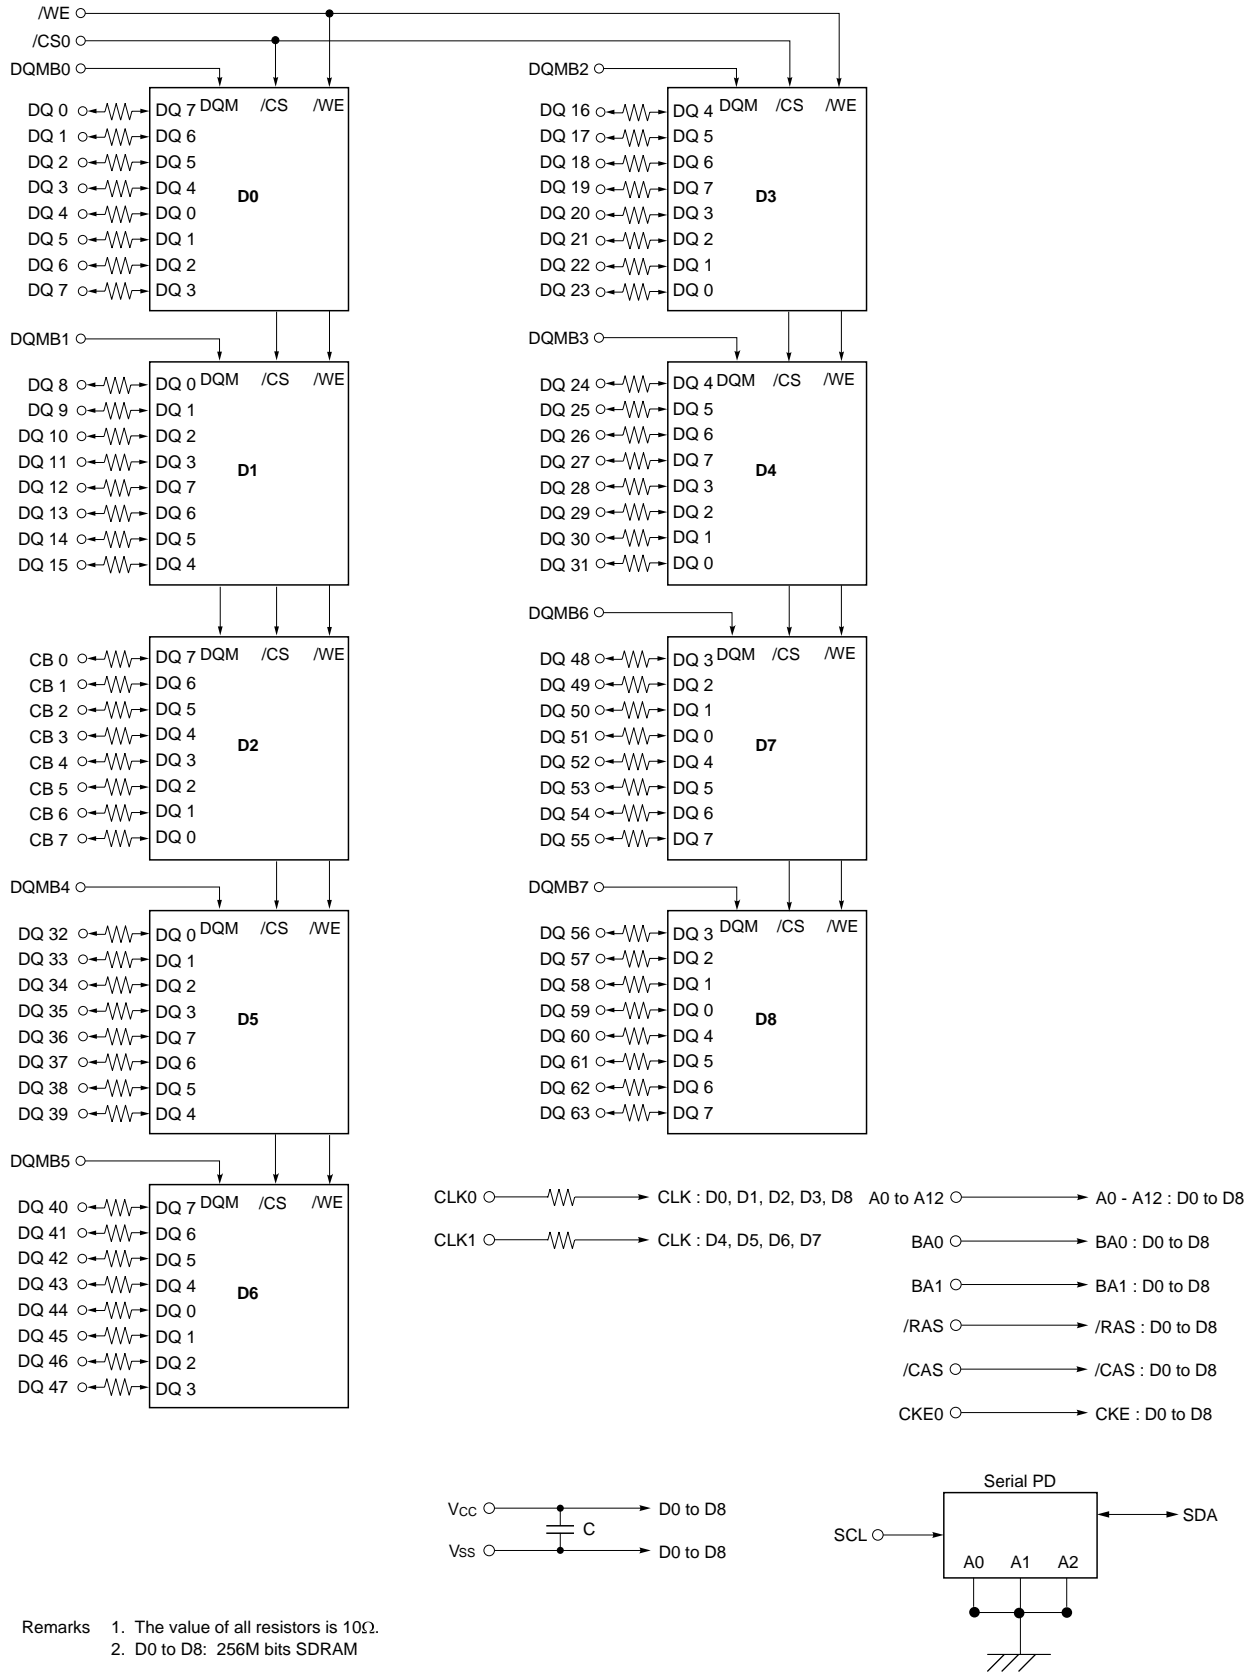 /WE
/CS0
DQMB0
DQM /CS /WE
DQ 0 DQ 7
DQ 1 DQ 6
DQ 2 DQ 5
DQ 3 DQ 4
D0
DQ 4 DQ 0
DQ 5 DQ 1
DQ 6 DQ 2
DQ 7 DQ 3
DQMB1
DQM /CS /WE
DQ 8 DQ 0
DQ 9 DQ 1
DQ 10 DQ 2
DQ 11 DQ 3
D1
DQ 12 DQ 7
DQ 13 DQ 6
DQ 14 DQ 5
DQ 15 DQ 4
DQM /CS /WE
CB 0 DQ 7
CB 1 DQ 6
CB 2 DQ 5
CB 3 DQ 4
D2
CB 4 DQ 3
CB 5 DQ 2
CB 6 DQ 1
CB 7 DQ 0
DQMB4
DQM /CS /WE
DQ 32 DQ 0
DQ 33 DQ 1
DQ 34 DQ 2
DQ 35 DQ 3
D5
DQ 36 DQ 7
DQ 37 DQ 6
DQ 38 DQ 5
DQ 39 DQ 4
DQMB5
DQM /CS /WE
DQ 40 DQ 7
DQ 41 DQ 6
DQ 42 DQ 5
DQ 43 DQ 4
D6
DQ 44 DQ 0
DQ 45 DQ 1
DQ 46 DQ 2
DQ 47 DQ 3
DQMB2
DQM /CS /WE
DQ 16 DQ 4
DQ 17 DQ 5
DQ 18 DQ 6
DQ 19 DQ 7
D3
DQ 20 DQ 3
DQ 21 DQ 2
DQ 22 DQ 1
DQ 23 DQ 0
DQMB3
DQM /CS /WE
DQ 24 DQ 4
DQ 25 DQ 5
DQ 26 DQ 6
DQ 27 DQ 7
D4
DQ 28 DQ 3
DQ 29 DQ 2
DQ 30 DQ 1
DQ 31 DQ 0
DQMB6
DQM /CS /WE
DQ 48 DQ 3
DQ 49 DQ 2
DQ 50 DQ 1
DQ 51 DQ 0
D7
DQ 52 DQ 4
DQ 53 DQ 5
DQ 54 DQ 6
DQ 55 DQ 7
DQMB7
DQM /CS /WE
DQ 56 DQ 3
DQ 57 DQ 2
DQ 58 DQ 1
DQ 59 DQ 0
D8
DQ 60 DQ 4
DQ 61 DQ 5
DQ 62 DQ 6
DQ 63 DQ 7
CLK0 CLK : D0, D1, D2, D3, D8
CLK1 CLK : D4, D5, D6, D7
A0 to A12 A0 - A12 : D0 to D8
BA0 BA0 : D0 to D8
BA1 BA1 : D0 to D8
/RAS /RAS : D0 to D8
/CAS /CAS : D0 to D8
CKE0 CKE : D0 to D8
VCC D0 to D8
C
VSS D0 to D8
Serial PD
SCL SDA
A0 A1 A2
Remarks 1. The value of all resistors is 10Ω.
2. D0 to D8: 256M bits SDRAM